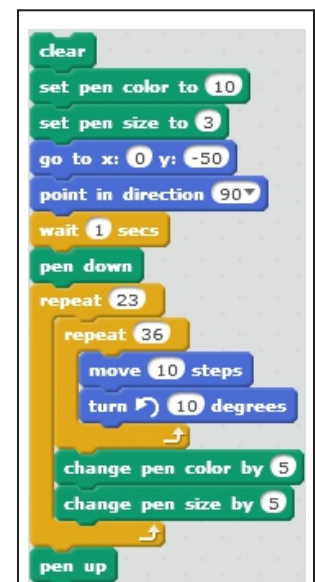 clear
set pen color to 10
set pen size to 3
go to x: 0 y: -50
point in direction 90
wait 1 secs
pen down
repeat 23
repeat 36
move 10 steps
turn 10 degrees
change pen color by 5
change pen size by 5
pen up